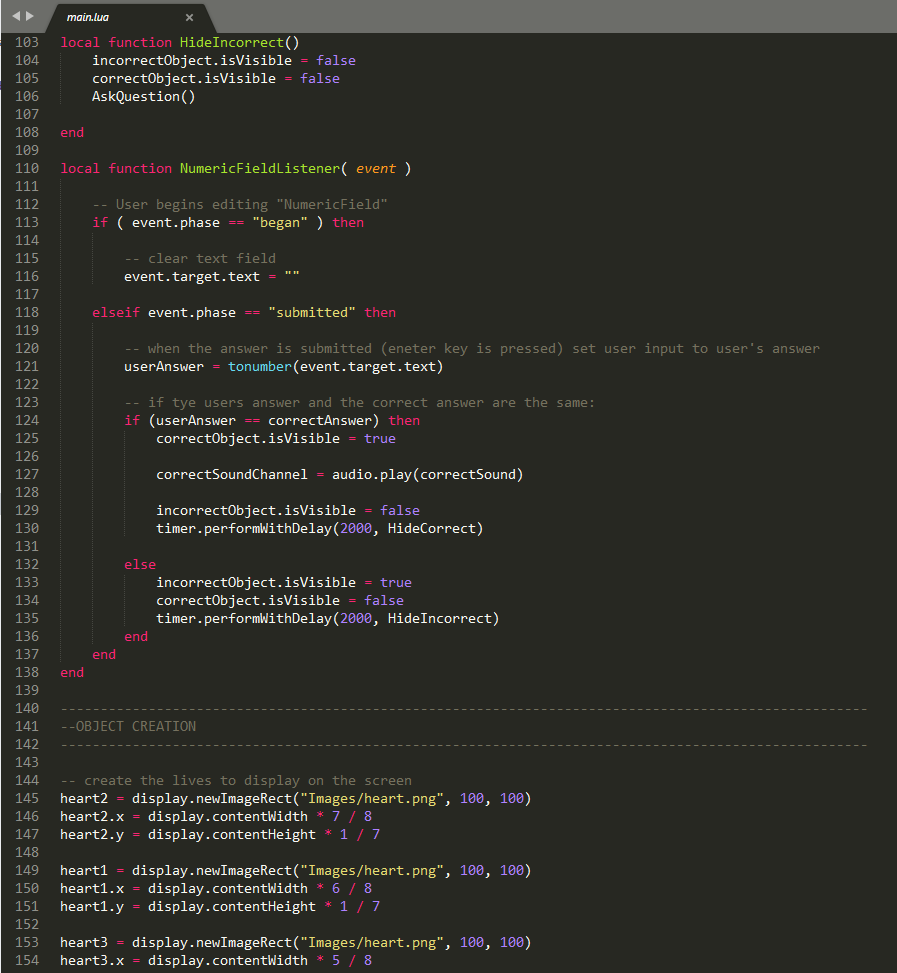 main.lua ×
103 local function HideIncorrect()
104     incorrectObject.isVisible = false
105     correctObject.isVisible = false
106     AskQuestion()
107
108 end
109
110 local function NumericFieldListener( event )
111
112     -- User begins editing "NumericField"
113     if ( event.phase == "began" ) then
114
115         -- clear text field
116         event.target.text = ""
117
118     elseif event.phase == "submitted" then
119
120         -- when the answer is submitted (eneter key is pressed) set user input to user's answer
121         userAnswer = tonumber(event.target.text)
122
123         -- if tye users answer and the correct answer are the same:
124         if (userAnswer == correctAnswer) then
125             correctObject.isVisible = true
126
127             correctSoundChannel = audio.play(correctSound)
128
129             incorrectObject.isVisible = false
130             timer.performWithDelay(2000, HideCorrect)
131
132         else
133             incorrectObject.isVisible = true
134             correctObject.isVisible = false
135             timer.performWithDelay(2000, HideIncorrect)
136         end
137     end
138 end
139
140 -----------------------------------------------------------------------------------------------------
141 --OBJECT CREATION
142 -----------------------------------------------------------------------------------------------------
143
144 -- create the lives to display on the screen
145 heart2 = display.newImageRect("Images/heart.png", 100, 100)
146 heart2.x = display.contentWidth * 7 / 8
147 heart2.y = display.contentHeight * 1 / 7
148
149 heart1 = display.newImageRect("Images/heart.png", 100, 100)
150 heart1.x = display.contentWidth * 6 / 8
151 heart1.y = display.contentHeight * 1 / 7
152
153 heart3 = display.newImageRect("Images/heart.png", 100, 100)
154 heart3.x = display.contentWidth * 5 / 8